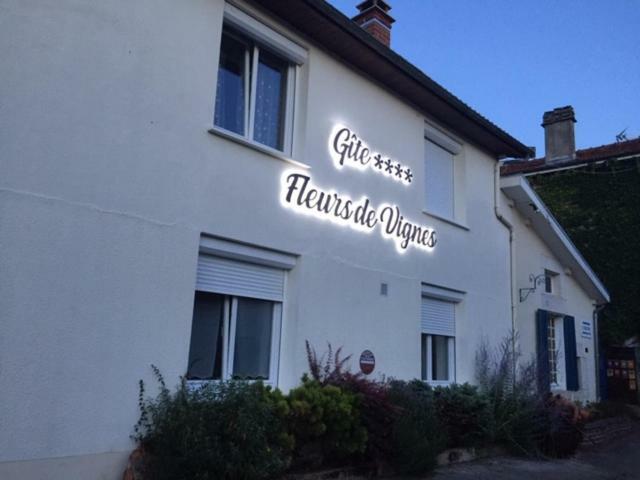 Gîte ****
Fleurs de Vignes